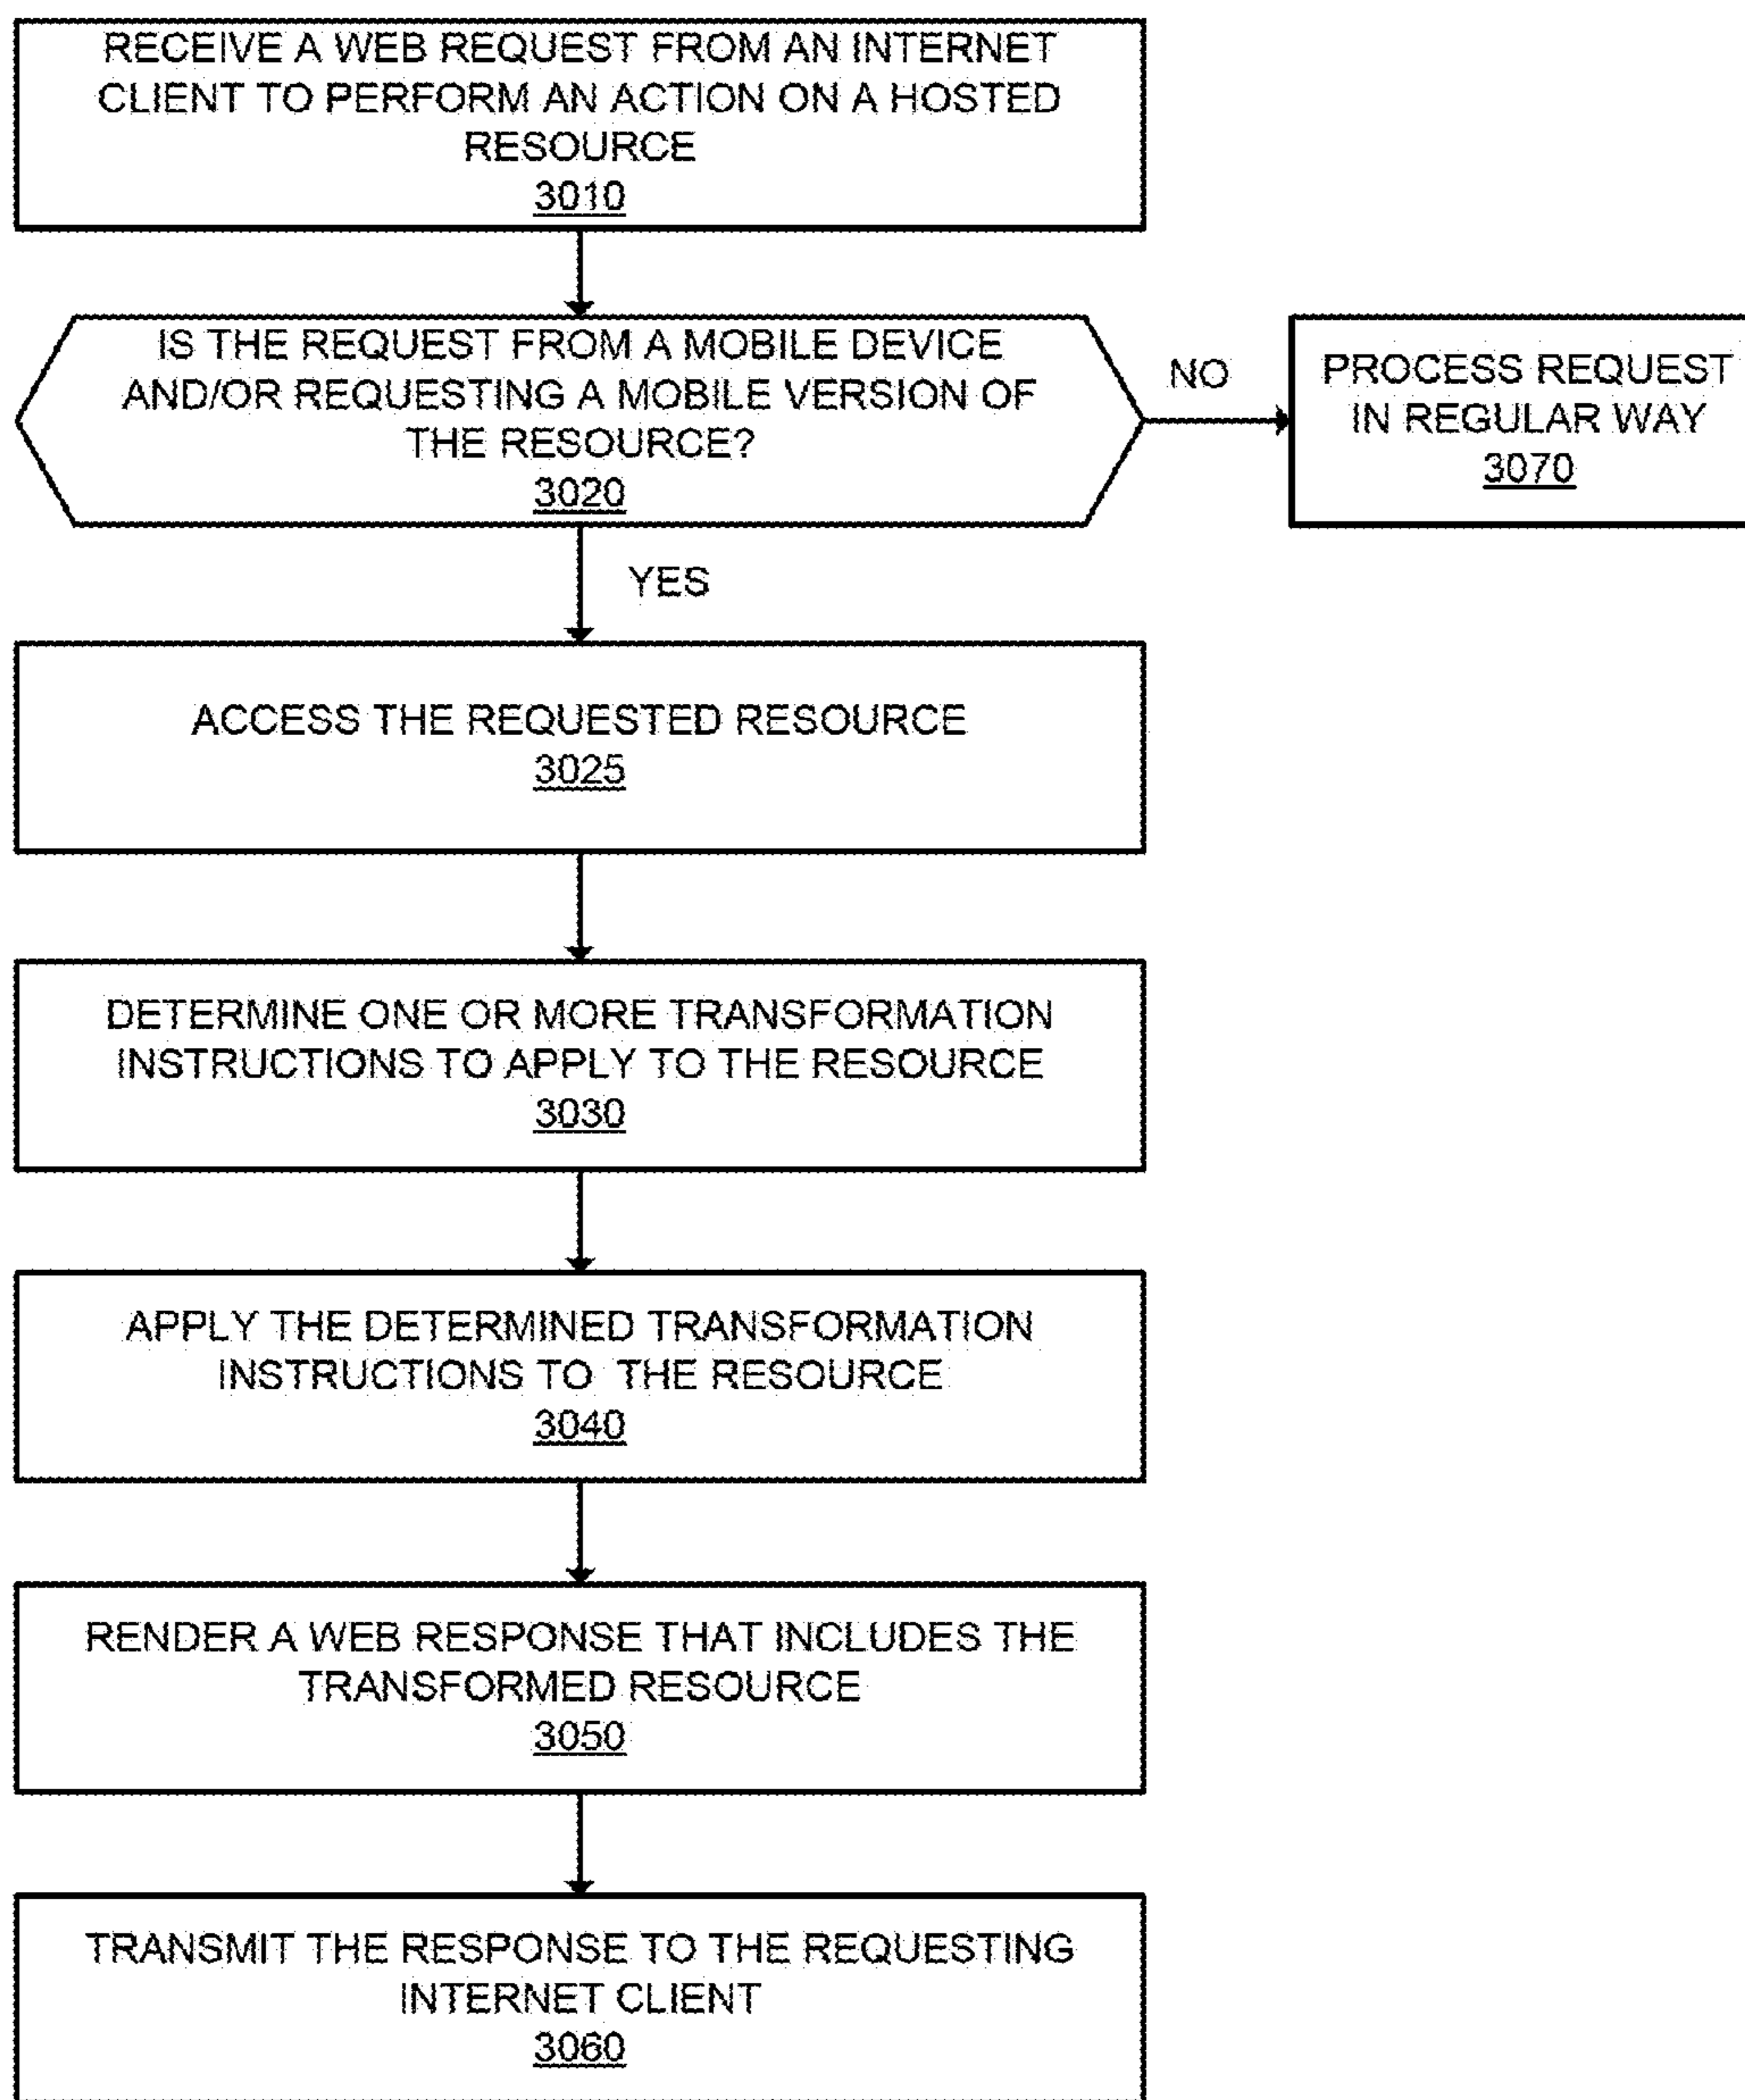 RECEIVE A WEB REQUEST FROM AN INTERNET
CLIENT TO PERFORM AN ACTION ON A HOSTED
RESOURCE
3010
IS THE REQUEST FROM A MOBILE DEVICE
AND/OR REQUESTING A MOBILE VERSION OF
THE RESOURCE?
3020
NO
PROCESS REQUEST
IN REGULAR WAY
3070
YES
ACCESS THE REQUESTED RESOURCE
3025
DETERMINE ONE OR MORE TRANSFORMATION
INSTRUCTIONS TO APPLY TO THE RESOURCE
3030
APPLY THE DETERMINED TRANSFORMATION
INSTRUCTIONS TO THE RESOURCE
3040
RENDER A WEB RESPONSE THAT INCLUDES THE
TRANSFORMED RESOURCE
3050
TRANSMIT THE RESPONSE TO THE REQUESTING
INTERNET CLIENT
3060